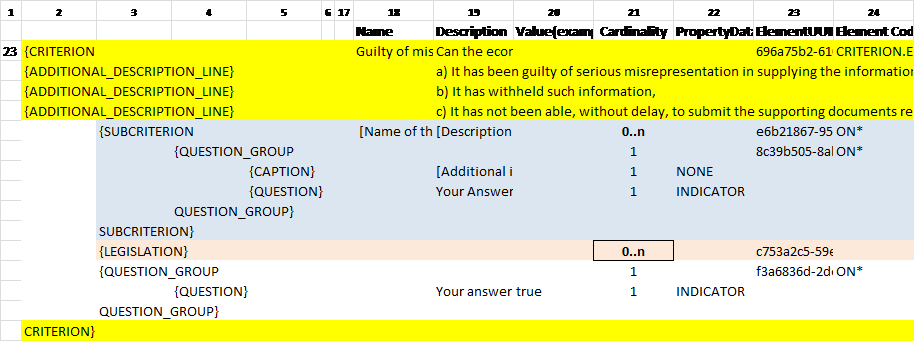 1 2 3 4 5 6 17 18 19 20 21 22 23 24
Name Description Value(exam Cardinality PropertyDat ElementUUI Element Cod
23 {CRITERION Guilty of mis Can the ecor 696a75b2-61 CRITERION.E
{ADDITIONAL_DESCRIPTION_LINE} a) It has been guilty of serious misrepresentation in supplying the information
{ADDITIONAL_DESCRIPTION_LINE} b) It has withheld such information,
{ADDITIONAL_DESCRIPTION_LINE} c) It has not been able, without delay, to submit the supporting documents re
{SUBCRITERION [Name of th [Description 0..n e6b21867-95 ON*
{QUESTION_GROUP 1 8c39b505-8al ON*
{CAPTION} [Additional i 1 NONE
{QUESTION} Your Answer 1 INDICATOR
QUESTION_GROUP}
SUBCRITERION}
{LEGISLATION} 0..n c753a2c5-59e
{QUESTION_GROUP 1 f3a6836d-2d ON*
{QUESTION} Your answer true 1 INDICATOR
QUESTION_GROUP}
CRITERION}